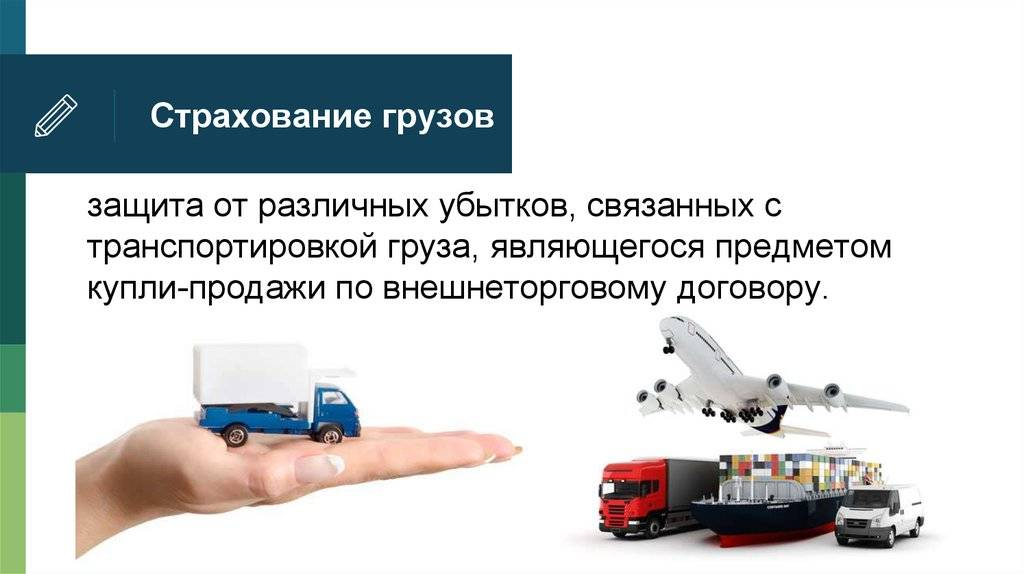 Страхование грузов
защита от различных убытков, связанных с
транспортировкой груза, являющегося предметом
купли-продажи по внешнеторговому договору.